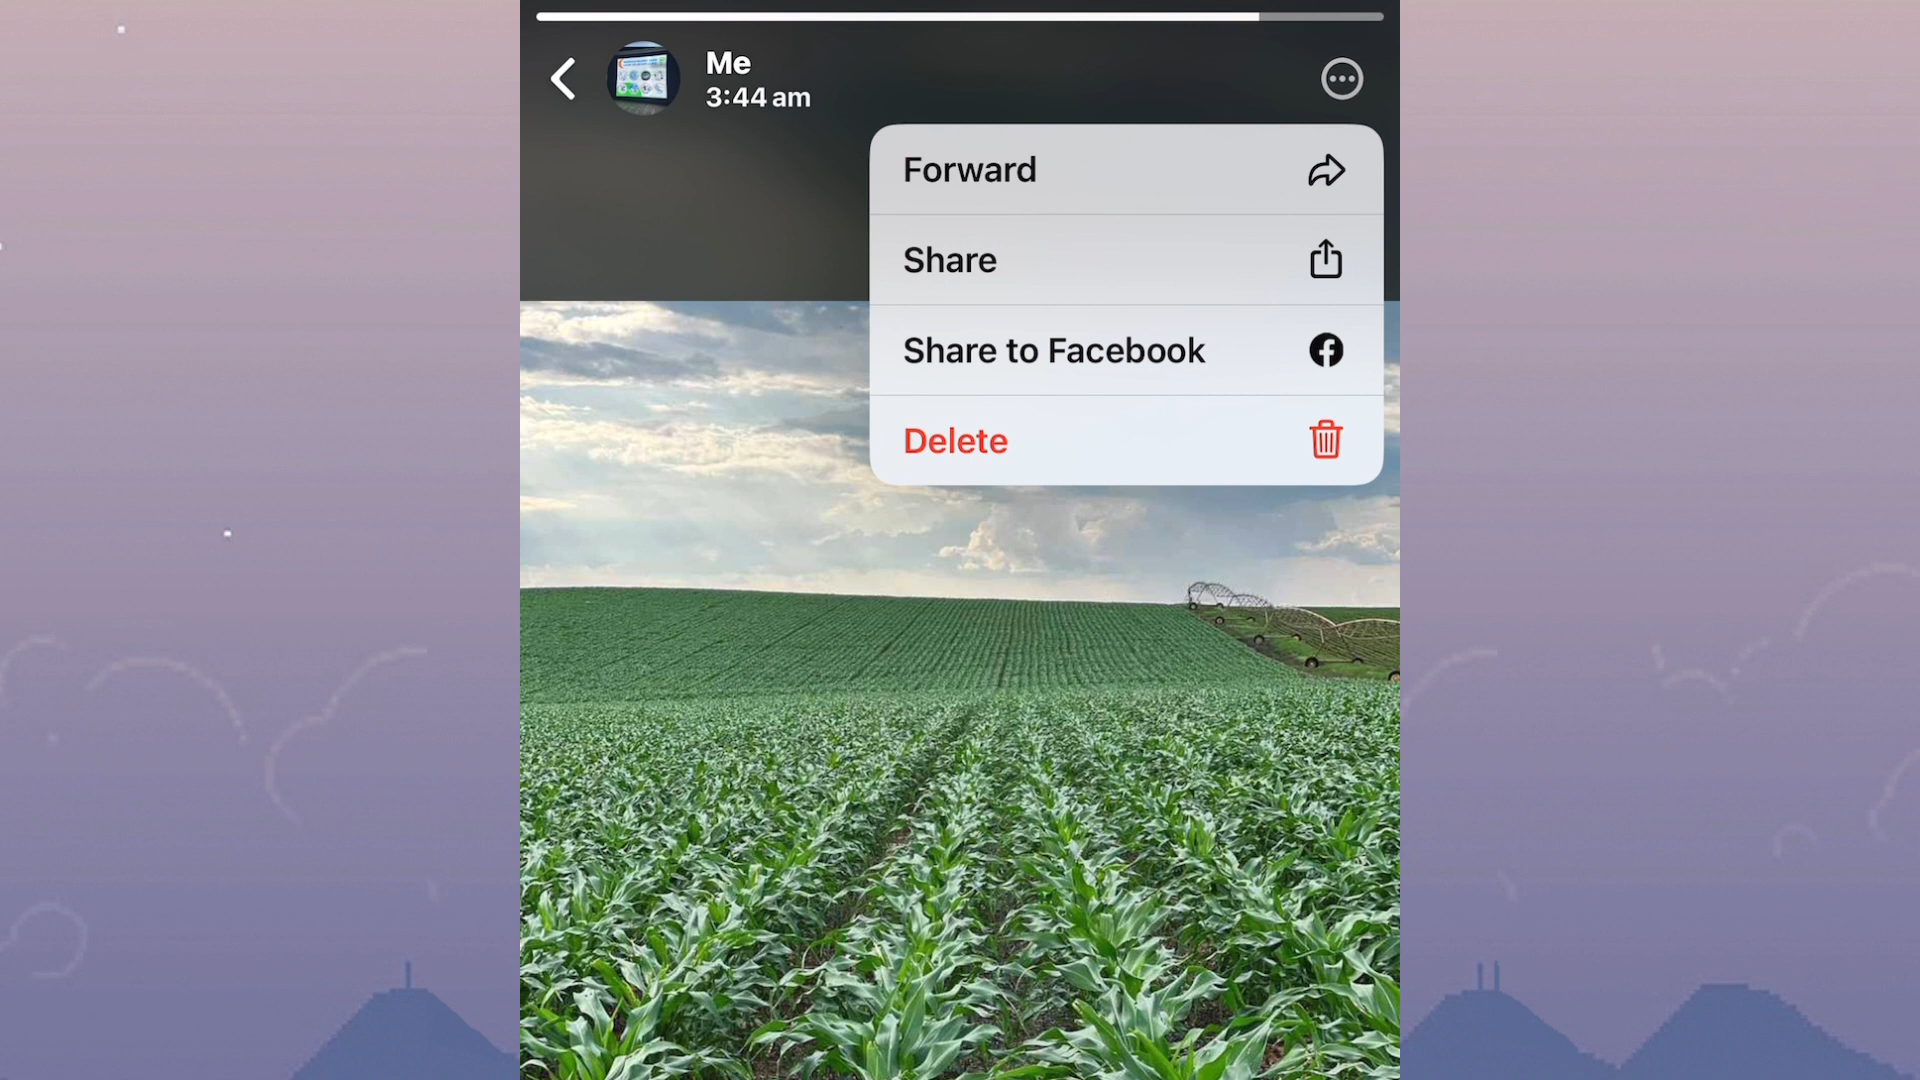 Me
3:44 am
Forward
Share
Share to Facebook
Delete